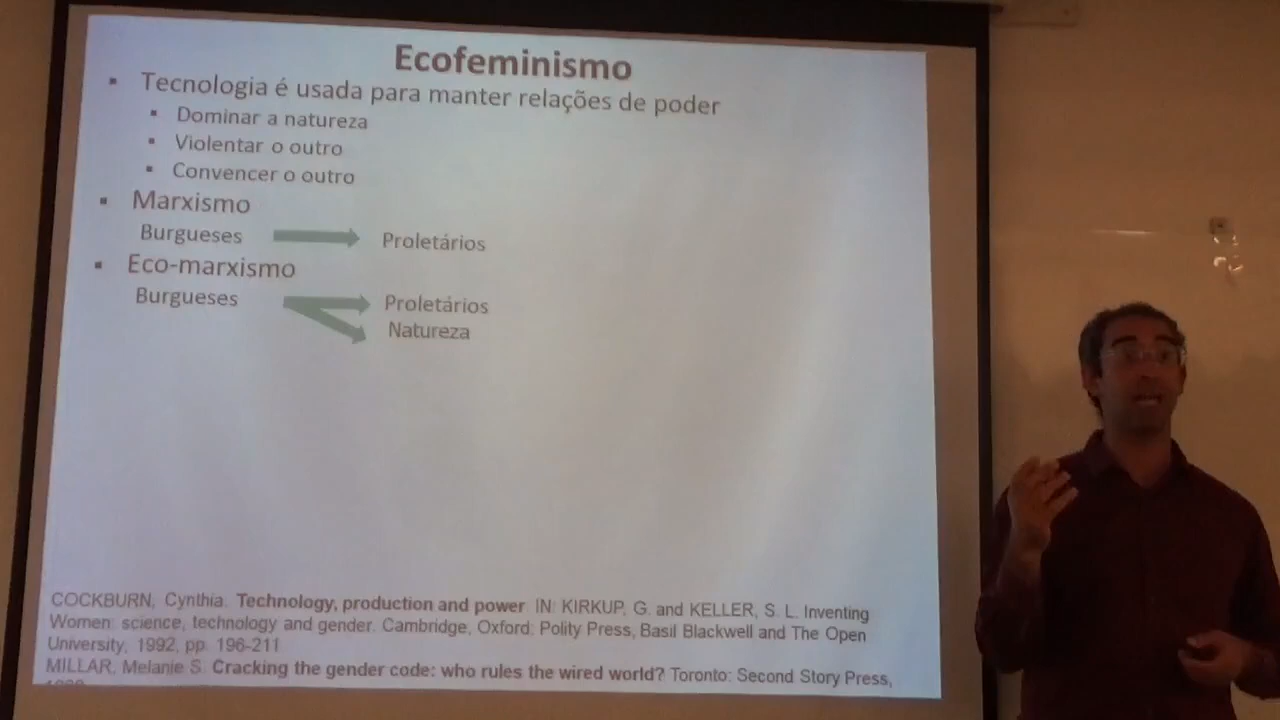 Ecofeminismo
Tecnologia é usada para manter relações de poder
Dominar a natureza
Violentar o outro
Convencer o outro
Marxismo
Burgueses Proletários
Eco-marxismo
Burgueses Proletários
Natureza
COCKBURN, Cynthia. Technology, production and power. IN: KIRKUP, G. and KELLER, S. L. Inventing
Women: science, technology and gender. Cambridge, Oxford: Polity Press, Basil Blackwell and The Open
University, 1992, pp. 196-211
MILLAR, Melanie S. Cracking the gender code: who rules the wired world? Toronto: Second Story Press,